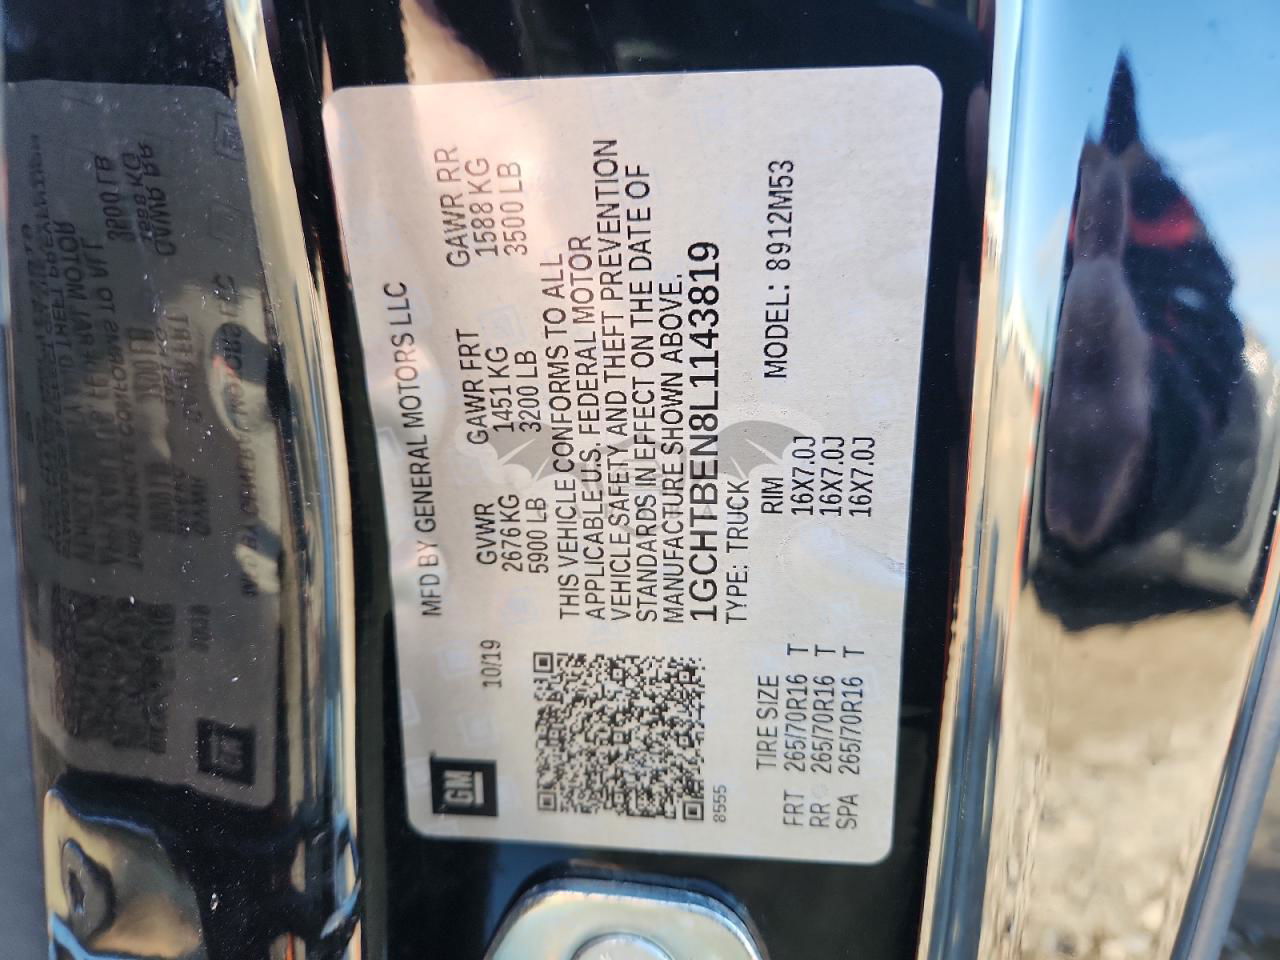 GM
10/19
MFD BY GENERAL MOTORS LLC
GVWR GAWR FRT GAWR RR
2676 KG 1451 KG 1588 KG
5900 LB 3200 LB 3500 LB
THIS VEHICLE CONFORMS TO ALL
APPLICABLE U.S. FEDERAL MOTOR
VEHICLE SAFETY AND THEFT PREVENTION
STANDARDS IN EFFECT ON THE DATE OF
MANUFACTURE SHOWN ABOVE.
1GCHTBEN8L1143819
8555
TYPE: TRUCK
TIRE SIZE RIM MODEL: 8912M53
FRT 265/70R16 T 16X7.0J
RR 265/70R16 T 16X7.0J
SPA 265/70R16 T 16X7.0J